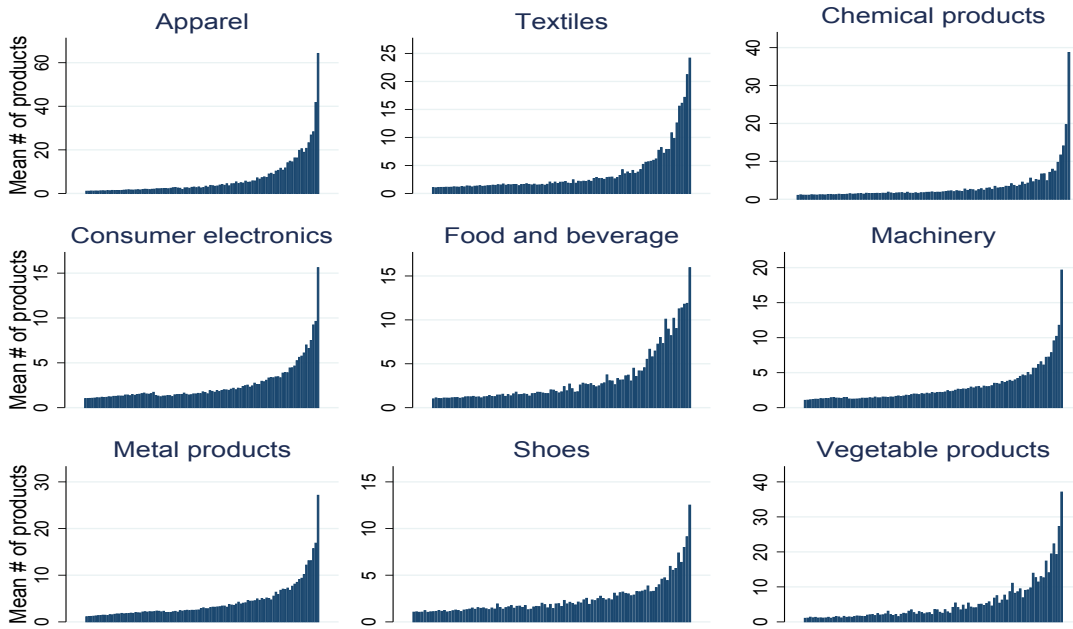 Apparel
Textiles
Chemical products
Mean # of products
0 20 40 60
0 5 10 15 20 25
0 10 20 30 40
Consumer electronics
Food and beverage
Machinery
Mean # of products
0 5 10 15
0 5 10 15
0 5 10 15 20
Metal products
Shoes
Vegetable products
Mean # of products
0 10 20 30
0 5 10 15
0 10 20 30 40